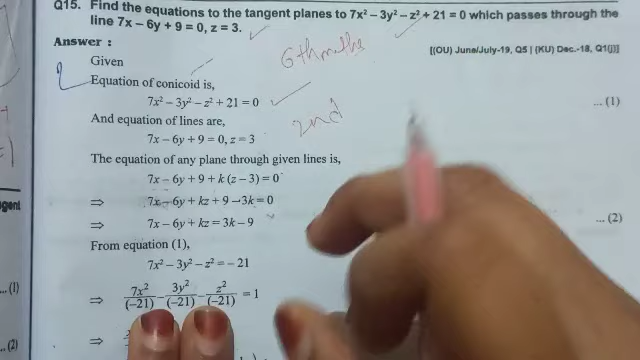 Q15. Find the equations to the tangent planes to 7x² – 3y² – z² + 21 = 0 which passes through the
line 7x – 6y + 9 = 0, z = 3.
Answer :
[(OU) June/July-19, Q5 | (KU) Dec.-18, Q1(j)]
6th maths
Given
Equation of conicoid is,
7x² – 3y² – z² + 21 = 0 ... (1)
2nd
And equation of lines are,
7x – 6y + 9 = 0, z = 3
The equation of any plane through given lines is,
7x – 6y + 9 + k (z – 3) = 0
⇒ 7x – 6y + kz + 9 – 3k = 0
⇒ 7x – 6y + kz = 3k – 9 ... (2)
From equation (1),
7x² – 3y² – z² = – 21
⇒ 7x²/(–21) – 3y²/(–21) – z²/(–21) = 1
⇒
gent
... (1)
... (2)